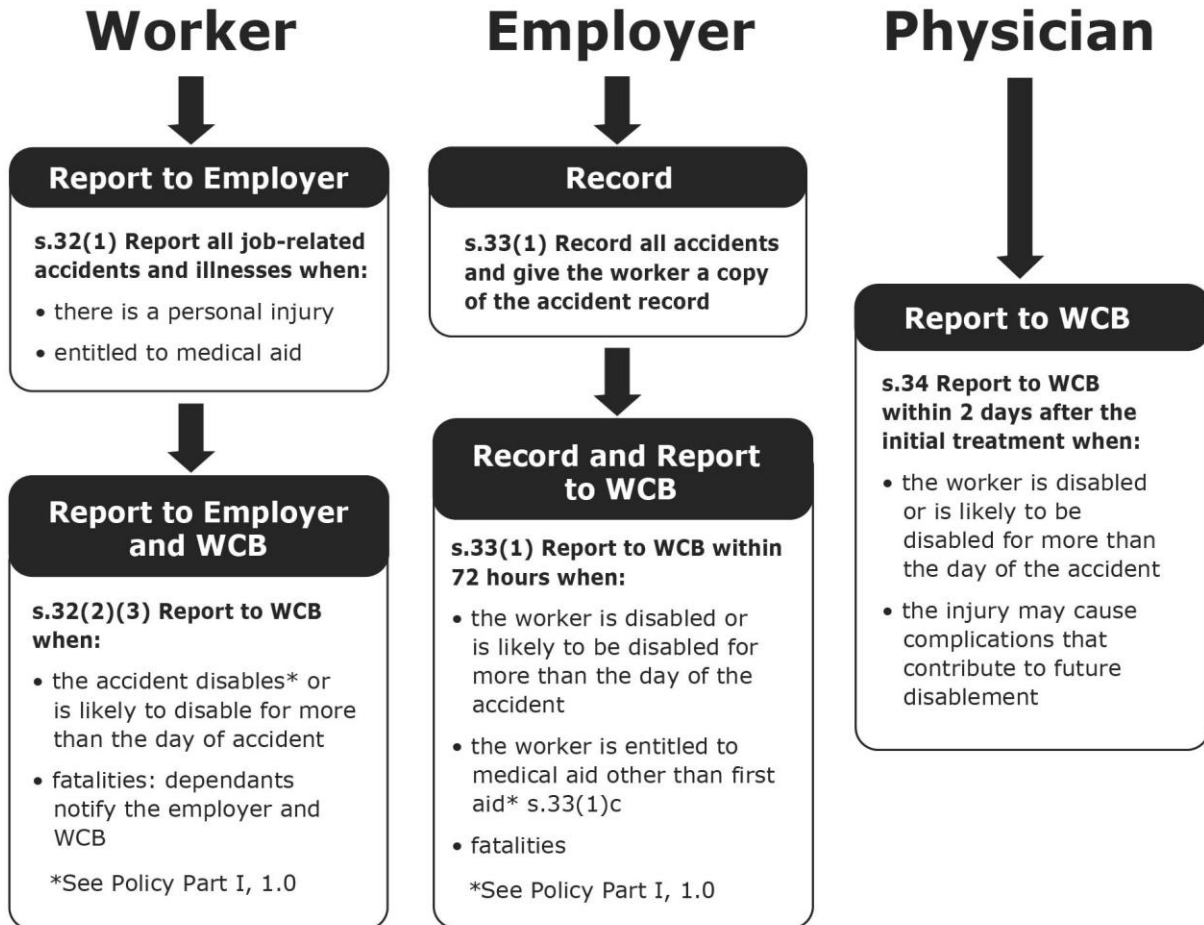 Worker
Report to Employer
s.32(1) Report all job-related
accidents and illnesses when:
• there is a personal injury
• entitled to medical aid
Report to Employer
and WCB
s.32(2)(3) Report to WCB
when:
• the accident disables* or
is likely to disable for more
than the day of accident
• fatalities: dependants
notify the employer and
WCB
*See Policy Part I, 1.0
Employer
Record
s.33(1) Record all accidents
and give the worker a copy
of the accident record
Record and Report
to WCB
s.33(1) Report to WCB within
72 hours when:
• the worker is disabled or
is likely to be disabled for
more than the day of the
accident
• the worker is entitled to
medical aid other than first
aid* s.33(1)c
• fatalities
*See Policy Part I, 1.0
Physician
Report to WCB
s.34 Report to WCB
within 2 days after the
initial treatment when:
• the worker is disabled
or is likely to be
disabled for more than
the day of the accident
• the injury may cause
complications that
contribute to future
disablement